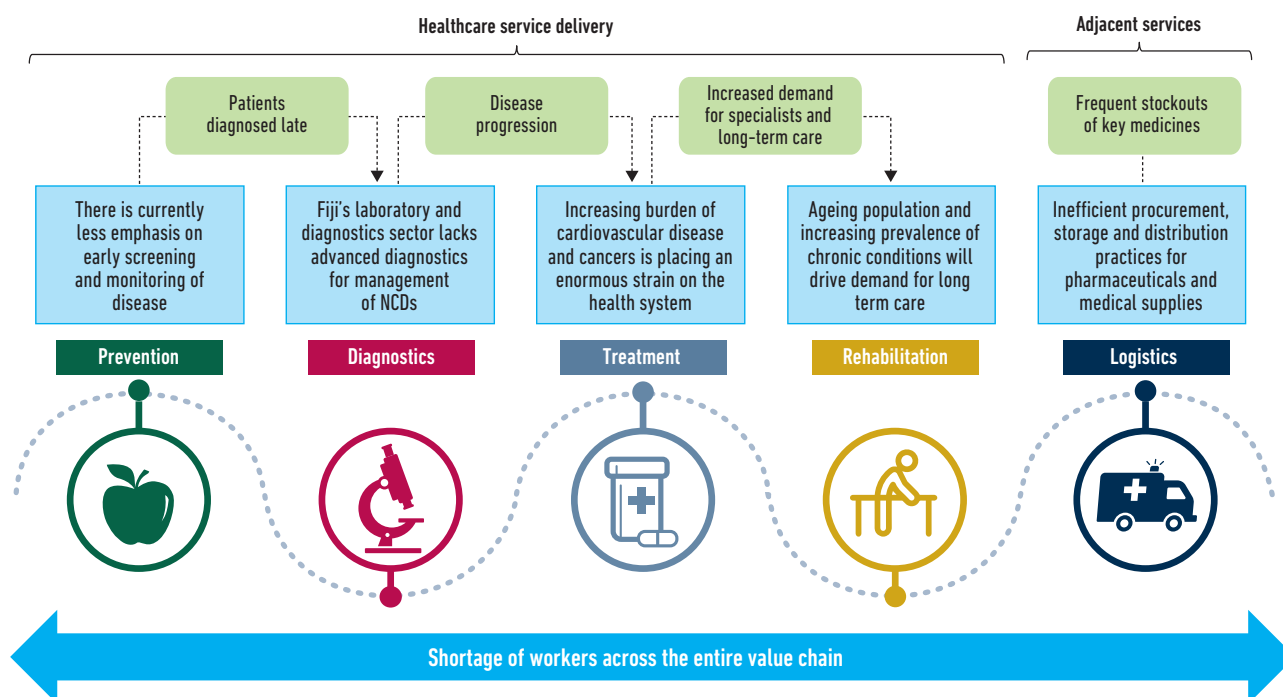 Healthcare service delivery
Adjacent services
Patients
diagnosed late
Disease
progression
Increased demand
for specialists and
long-term care
Frequent stockouts
of key medicines
There is currently
less emphasis on
early screening
and monitoring of
disease
Fiji's laboratory and
diagnostics sector lacks
advanced diagnostics
for management
of NCDs
Increasing burden of
cardiovascular disease
and cancers is placing an
enormous strain on the
health system
Ageing population and
increasing prevalence of
chronic conditions will
drive demand for long
term care
Inefficient procurement,
storage and distribution
practices for
pharmaceuticals and
medical supplies
Prevention
Diagnostics
Treatment
Rehabilitation
Logistics
Shortage of workers across the entire value chain